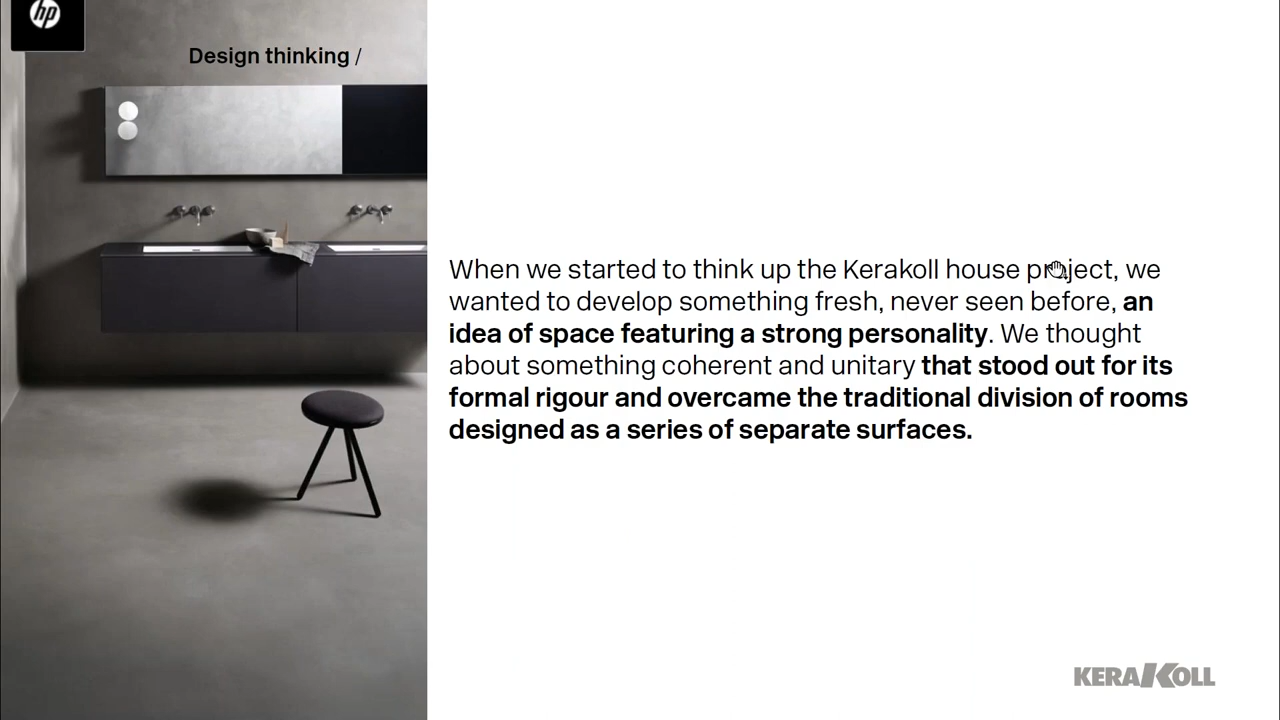 hp
Design thinking /
When we started to think up the Kerakoll house project, we
wanted to develop something fresh, never seen before, an
idea of space featuring a strong personality. We thought
about something coherent and unitary that stood out for its
formal rigour and overcame the traditional division of rooms
designed as a series of separate surfaces.
KERAKOLL